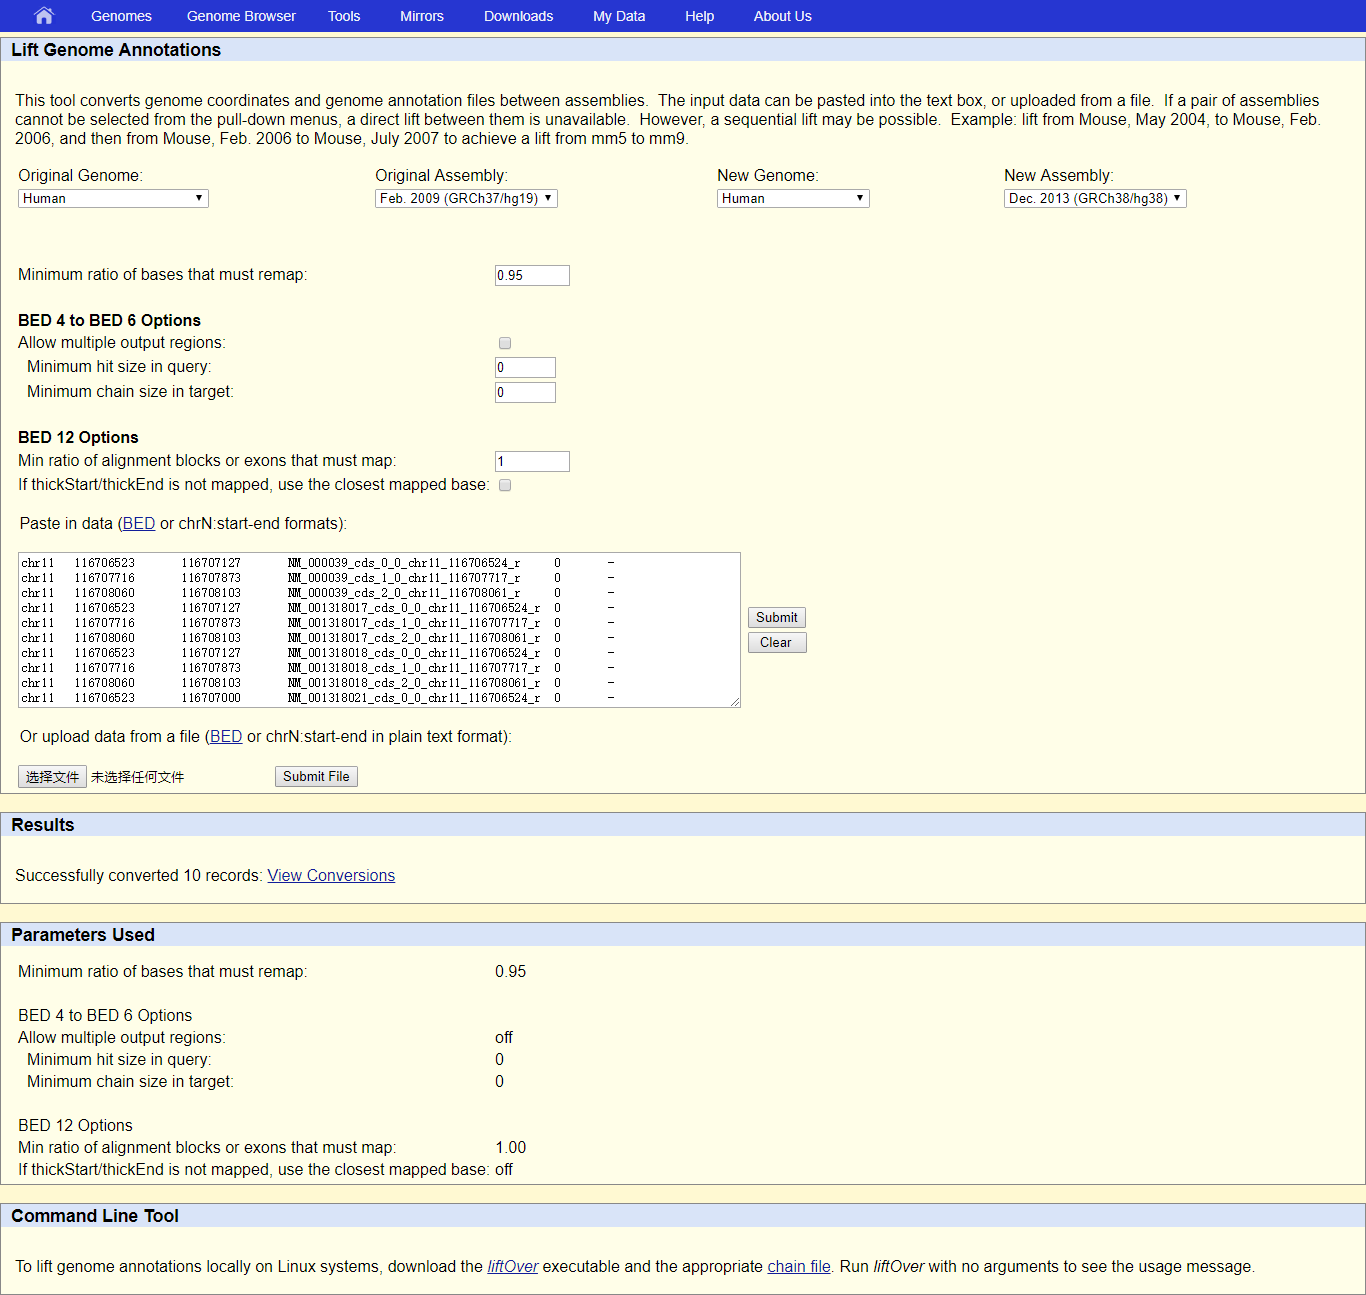 Genomes Genome Browser Tools Mirrors Downloads My Data Help About Us
Lift Genome Annotations
This tool converts genome coordinates and genome annotation files between assemblies.  The input data can be pasted into the text box, or uploaded from a file.  If a pair of assemblies
cannot be selected from the pull-down menus, a direct lift between them is unavailable.  However, a sequential lift may be possible.  Example: lift from Mouse, May 2004, to Mouse, Feb.
2006, and then from Mouse, Feb. 2006 to Mouse, July 2007 to achieve a lift from mm5 to mm9.
Original Genome: Original Assembly: New Genome: New Assembly:
Human Feb. 2009 (GRCh37/hg19) Human Dec. 2013 (GRCh38/hg38)
Minimum ratio of bases that must remap: 0.95
BED 4 to BED 6 Options
Allow multiple output regions:
Minimum hit size in query: 0
Minimum chain size in target: 0
BED 12 Options
Min ratio of alignment blocks or exons that must map: 1
If thickStart/thickEnd is not mapped, use the closest mapped base:
Paste in data (BED or chrN:start-end formats):
chr11 116706523 116707127 NM_000039_cds_0_0_chr11_116706524_r 0 -
chr11 116707716 116707873 NM_000039_cds_1_0_chr11_116707717_r 0 -
chr11 116708060 116708103 NM_000039_cds_2_0_chr11_116708061_r 0 -
chr11 116706523 116707127 NM_001318017_cds_0_0_chr11_116706524_r 0 -
chr11 116707716 116707873 NM_001318017_cds_1_0_chr11_116707717_r 0 -
chr11 116708060 116708103 NM_001318017_cds_2_0_chr11_116708061_r 0 -
chr11 116706523 116707127 NM_001318018_cds_0_0_chr11_116706524_r 0 -
chr11 116707716 116707873 NM_001318018_cds_1_0_chr11_116707717_r 0 -
chr11 116708060 116708103 NM_001318018_cds_2_0_chr11_116708061_r 0 -
chr11 116706523 116707000 NM_001318021_cds_0_0_chr11_116706524_r 0 -
Submit
Clear
Or upload data from a file (BED or chrN:start-end in plain text format):
选择文件 未选择任何文件 Submit File
Results
Successfully converted 10 records: View Conversions
Parameters Used
Minimum ratio of bases that must remap: 0.95
BED 4 to BED 6 Options
Allow multiple output regions: off
Minimum hit size in query: 0
Minimum chain size in target: 0
BED 12 Options
Min ratio of alignment blocks or exons that must map: 1.00
If thickStart/thickEnd is not mapped, use the closest mapped base: off
Command Line Tool
To lift genome annotations locally on Linux systems, download the liftOver executable and the appropriate chain file. Run liftOver with no arguments to see the usage message.